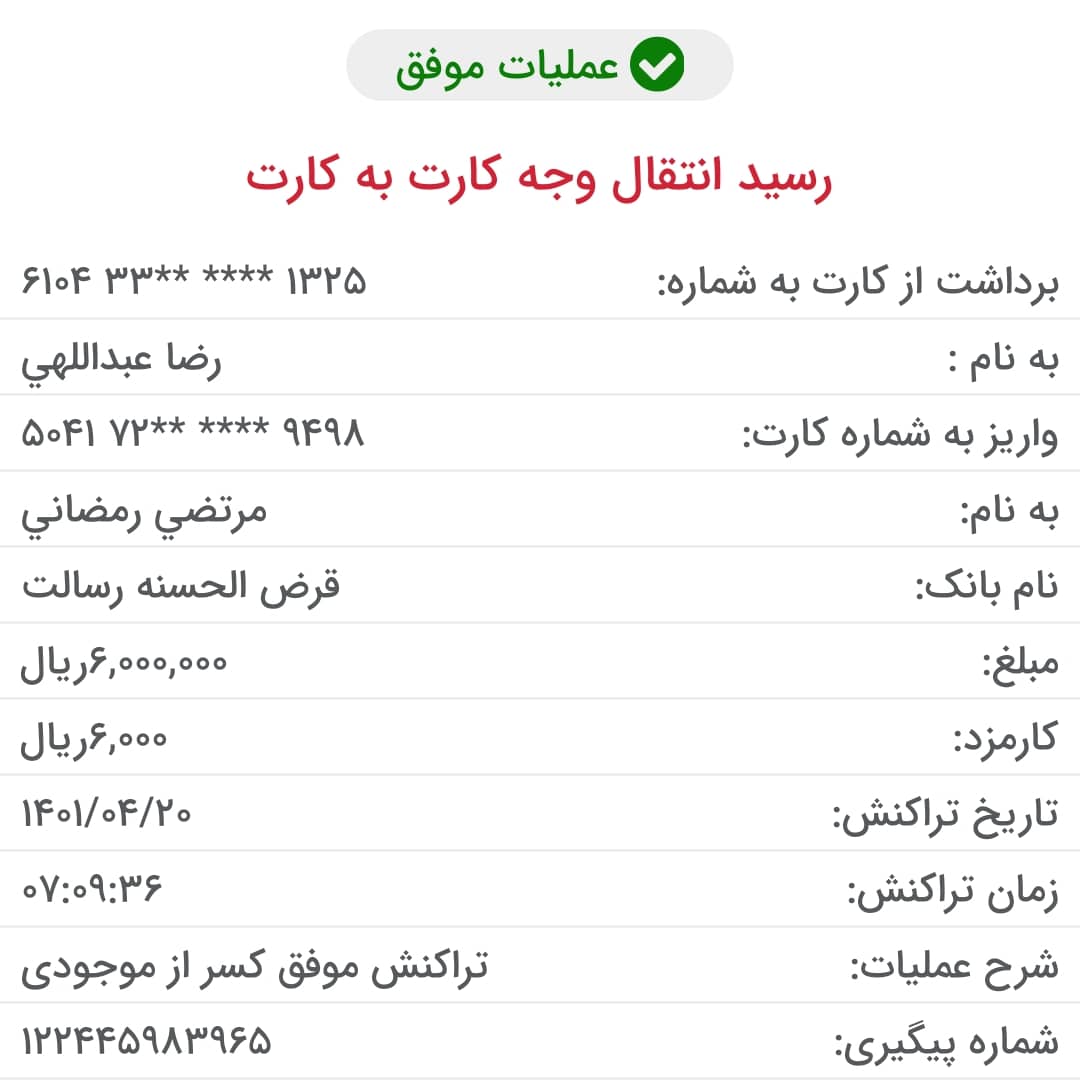 عملیات موفق
رسید انتقال وجه کارت به کارت
برداشت از کارت به شماره: ۶۱۰۴ ۳۳** **** ۱۳۲۵
به نام : رضا عبداللهي
واریز به شماره کارت: ۵۰۴۱ ۷۲** **** ۹۴۹۸
به نام: مرتضي رمضاني
نام بانک: قرض الحسنه رسالت
مبلغ: ۶,۰۰۰,۰۰۰ریال
کارمزد: ۶,۰۰۰ریال
تاریخ تراکنش: ۱۴۰۱/۰۴/۲۰
زمان تراکنش: ۰۷:۰۹:۳۶
شرح عملیات: تراکنش موفق کسر از موجودی
شماره پیگیری: ۱۲۲۴۴۵۹۸۳۹۶۵